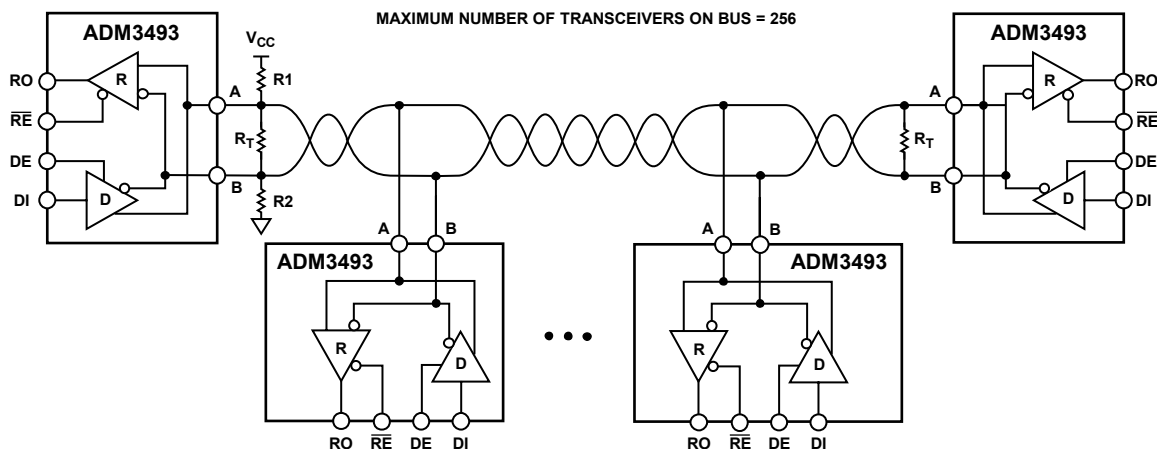 MAXIMUM NUMBER OF TRANSCEIVERS ON BUS = 256
ADM3493
R
RO
RE
DE
DI
D
A
B
VCC
R1
RT
R2
A
B
RT
ADM3493
R
RO
RE
DE
DI
D
A B
ADM3493
R D
RO RE DE DI
• • •
A B
ADM3493
R D
RO RE DE DI